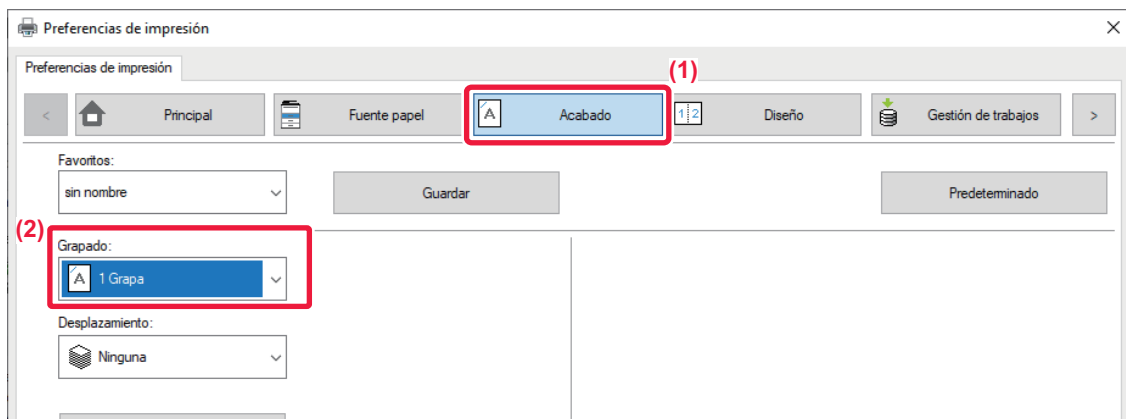 Preferencias de impresión
Preferencias de impresión
(1)
< Principal Fuente papel A Acabado 1 2 Diseño Gestión de trabajos >
Favoritos:
sin nombre Guardar Predeterminado
(2)
Grapado:
A 1 Grapa
Desplazamiento:
Ninguna